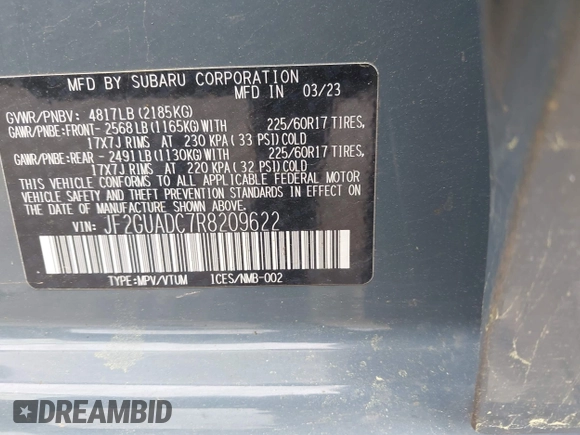 MFD BY SUBARU CORPORATION
MFD IN 03/23
GVWR/PNBV: 4817LB (2185KG)
GAWR/PNBE:FRONT- 2568LB (1165KG)WITH 225/60R17 TIRES,
17X7J RIMS AT 230 KPA( 33 PSI)COLD
GAWR/PNBE:REAR - 2491LB (1130KG)WITH 225/60R17 TIRES,
17X7J RIMS AT 220 KPA( 32 PSI)COLD
THIS VEHICLE CONFORMS TO ALL APPLICABLE FEDERAL MOTOR
VEHICLE SAFETY AND THEFT PREVENTION STANDARDS IN EFFECT
ON THE DATE OF MANUFACTURE SHOWN ABOVE.
VIN: JF2GUADC7R8209622
TYPE:MPV/VTUM ICES/NMB-002
DREAMBID